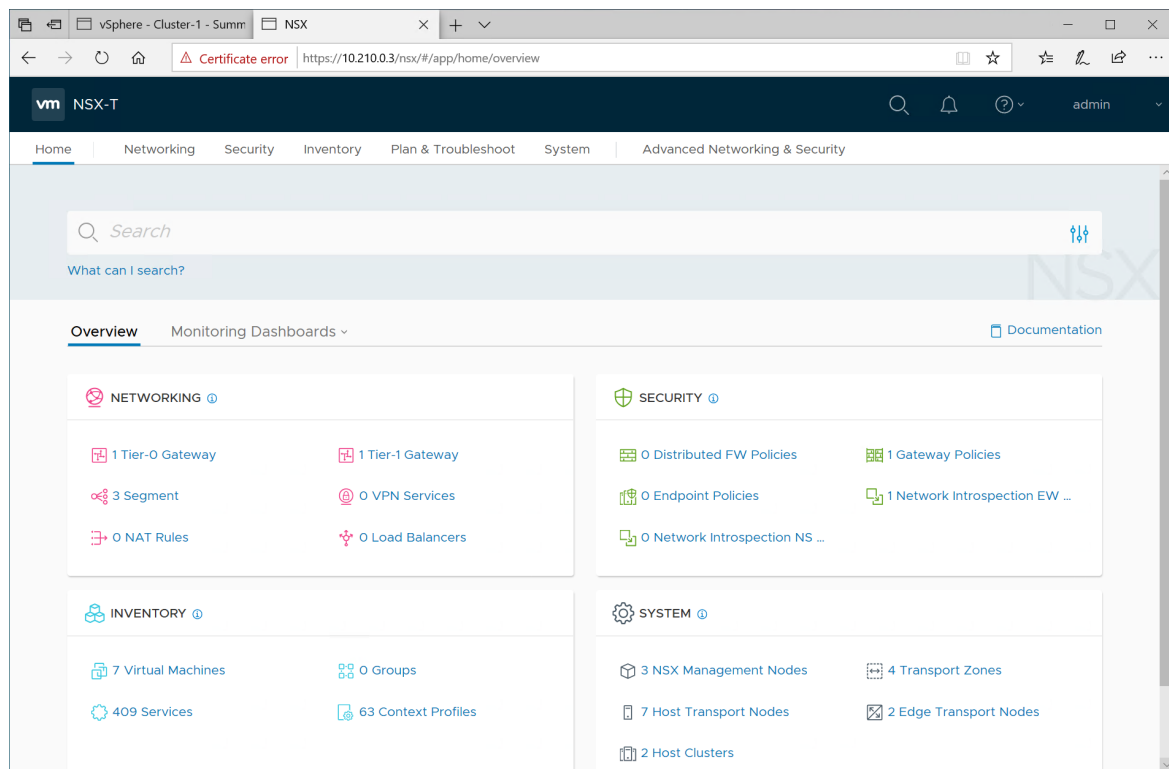 vSphere - Cluster-1 - Summ
NSX
Certificate error
https://10.210.0.3/nsx/#/app/home/overview
vm NSX-T
admin
Home Networking Security Inventory Plan & Troubleshoot System Advanced Networking & Security
Search
NSX
What can I search?
Overview Monitoring Dashboards
Documentation
NETWORKING
1 Tier-0 Gateway
1 Tier-1 Gateway
3 Segment
0 VPN Services
0 NAT Rules
0 Load Balancers
SECURITY
0 Distributed FW Policies
1 Gateway Policies
0 Endpoint Policies
1 Network Introspection EW ...
0 Network Introspection NS ...
INVENTORY
7 Virtual Machines
0 Groups
409 Services
63 Context Profiles
SYSTEM
3 NSX Management Nodes
4 Transport Zones
7 Host Transport Nodes
2 Edge Transport Nodes
2 Host Clusters